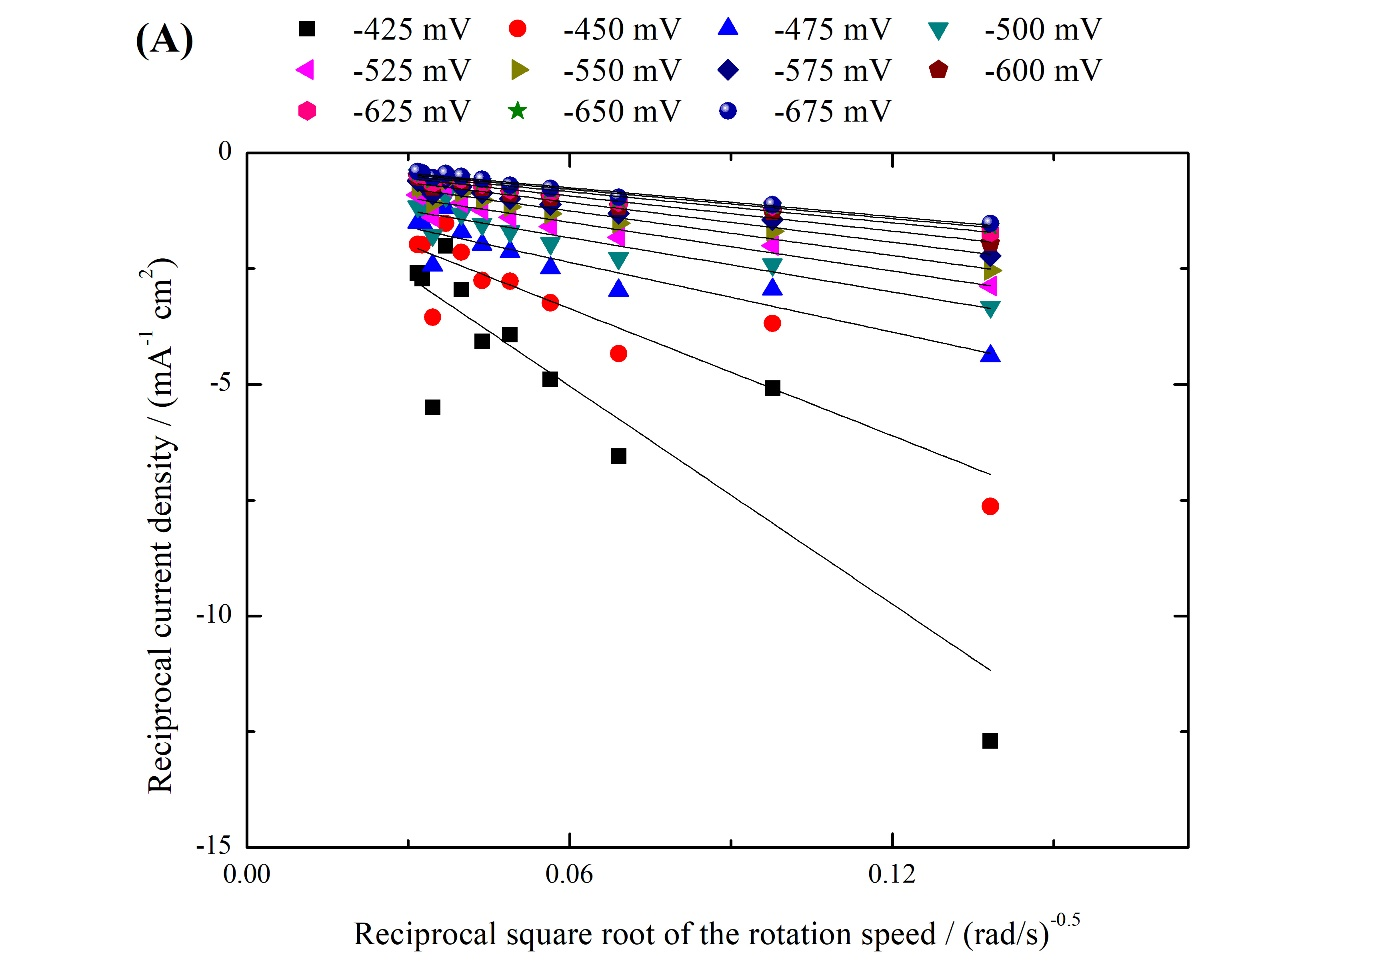 (A)
-425 mV -450 mV -475 mV -500 mV
-525 mV -550 mV -575 mV -600 mV
-625 mV -650 mV -675 mV
0
-5
-10
-15
0.00 0.06 0.12
Reciprocal current density / (mA⁻¹ cm²)
Reciprocal square root of the rotation speed / (rad/s)⁻⁰·⁵